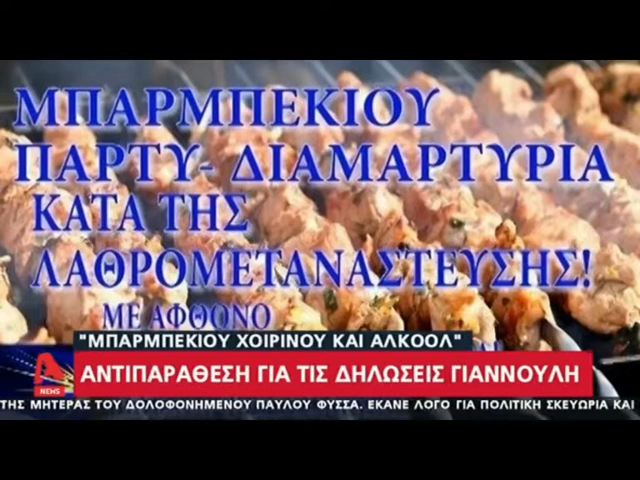 ΜΠΑΡΜΠΕΚΙΟΥ
ΠΑΡΤΥ- ΔΙΑΜΑΡΤΥΡΙΑ
ΚΑΤΑ ΤΗΣ
ΛΑΘΡΟΜΕΤΑΝΑΣΤΕΥΣΗΣ!
ΜΕ ΑΦΘΟΝΟ
"ΜΠΑΡΜΠΕΚΙΟΥ ΧΟΙΡΙΝΟΥ ΚΑΙ ΑΛΚΟΟΛ"
ΑΝΤΙΠΑΡΑΘΕΣΗ ΓΙΑ ΤΙΣ ΔΗΛΩΣΕΙΣ ΓΙΑΝΝΟΥΛΗ
NEWS
ΤΗΣ ΜΗΤΕΡΑΣ ΤΟΥ ΔΟΛΟΦΟΝΗΜΕΝΟΥ ΠΑΥΛΟΥ ΦΥΣΣΑ. ΕΚΑΝΕ ΛΟΓΟ ΓΙΑ ΠΟΛΙΤΙΚΗ ΣΚΕΥΩΡΙΑ ΚΑΙ